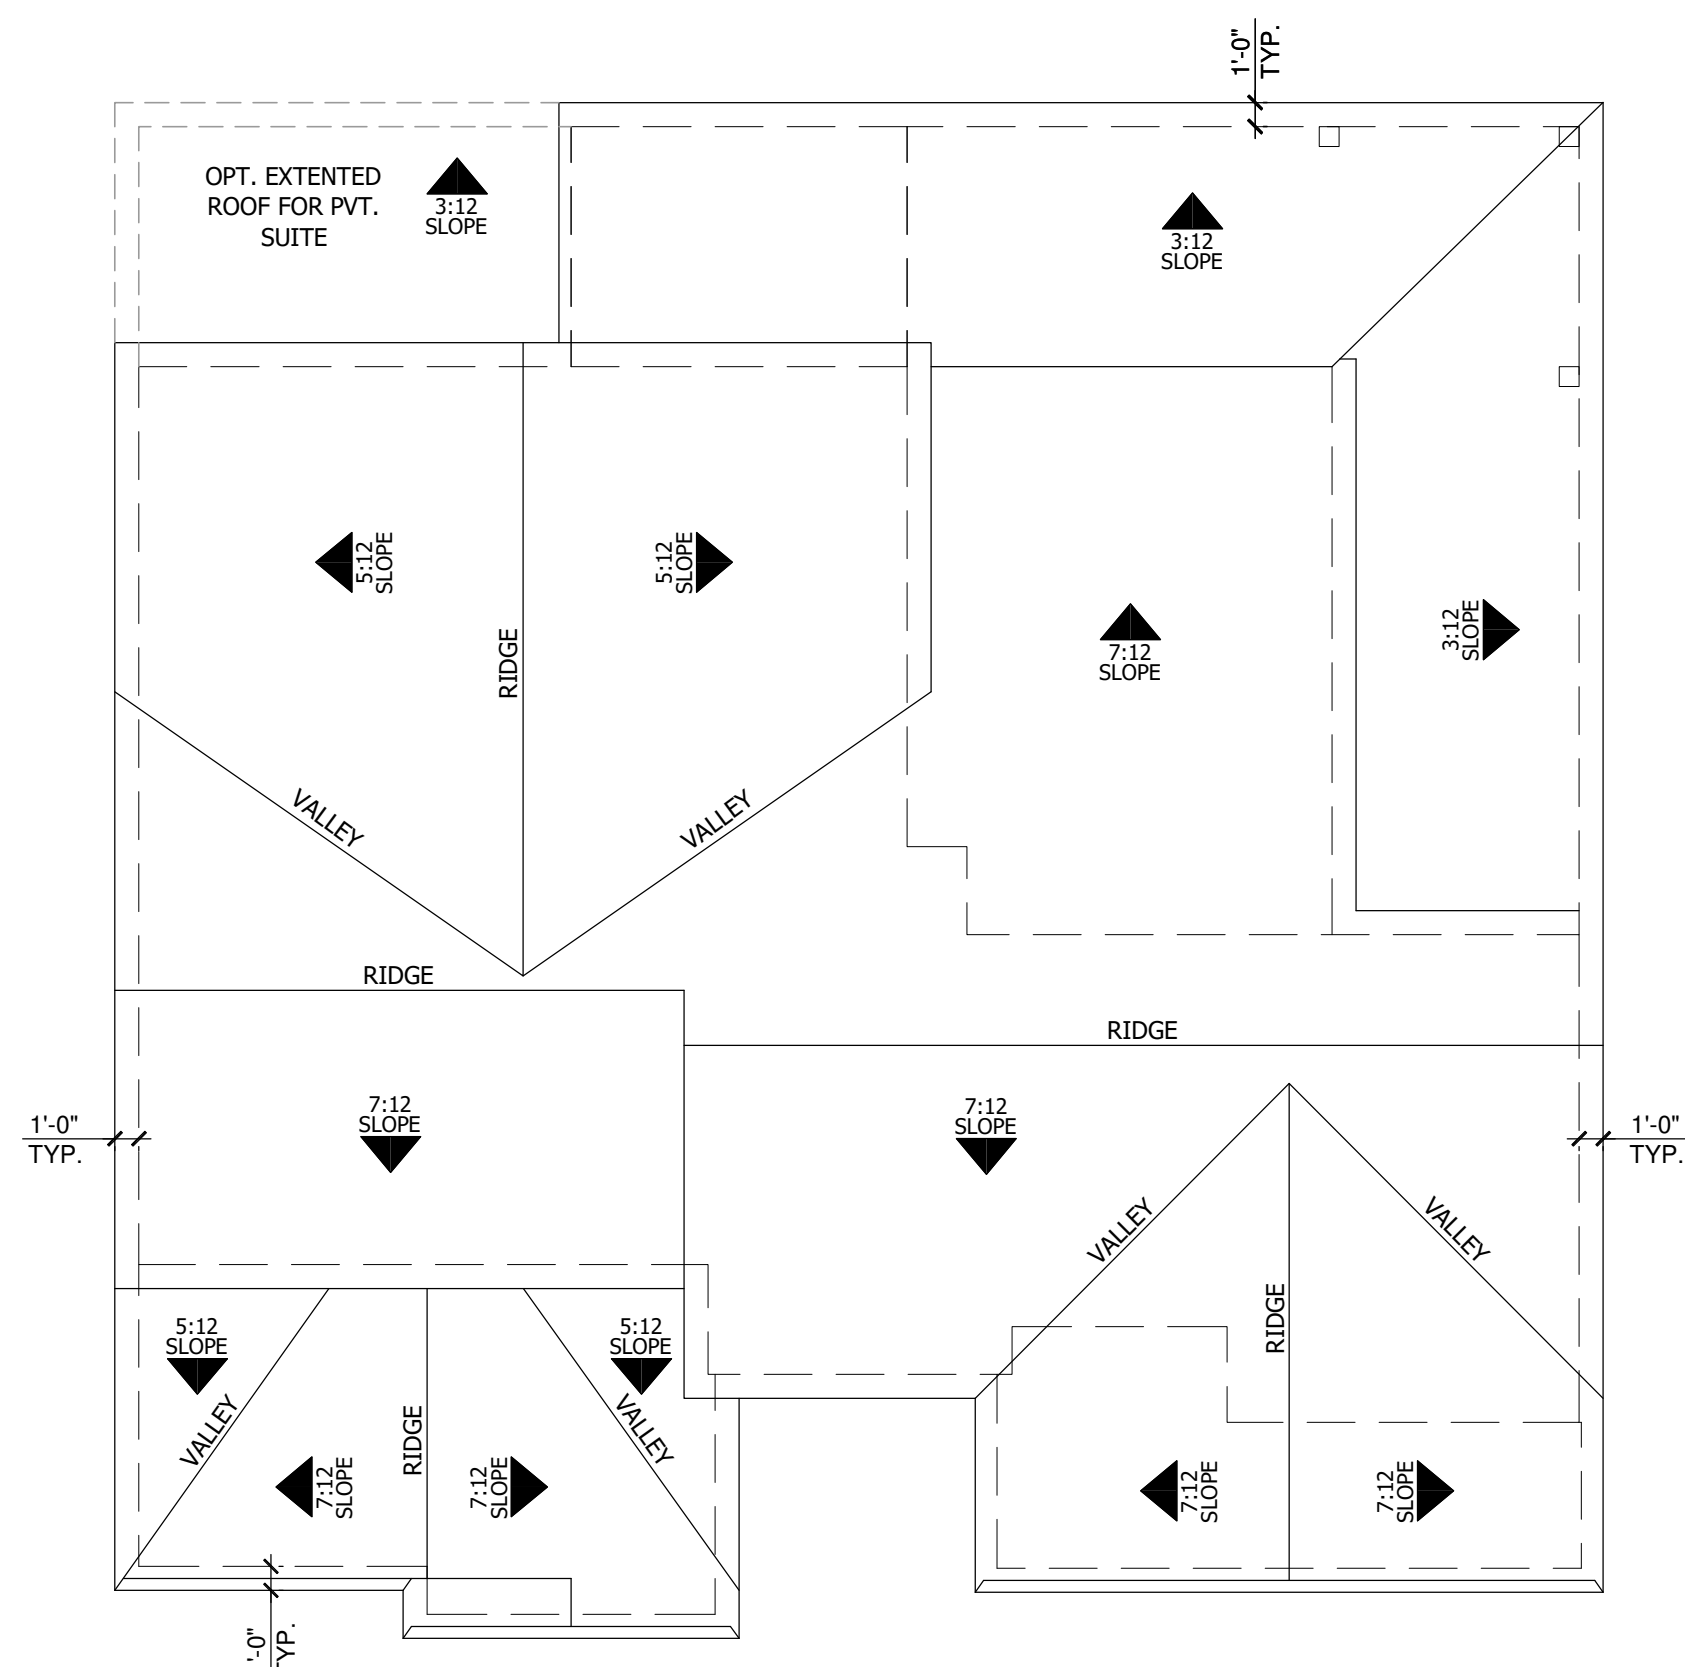 1'-0"
TYP.
OPT. EXTENTED
ROOF FOR PVT.
SUITE
3:12
SLOPE
3:12
SLOPE
5:12
SLOPE
5:12
SLOPE
RIDGE
7:12
SLOPE
3:12
SLOPE
VALLEY
VALLEY
RIDGE
RIDGE
7:12
SLOPE
7:12
SLOPE
1'-0"
TYP.
1'-0"
TYP.
VALLEY
VALLEY
RIDGE
5:12
SLOPE
5:12
SLOPE
VALLEY
RIDGE
VALLEY
7:12
SLOPE
7:12
SLOPE
7:12
SLOPE
7:12
SLOPE
'-0"
YP.